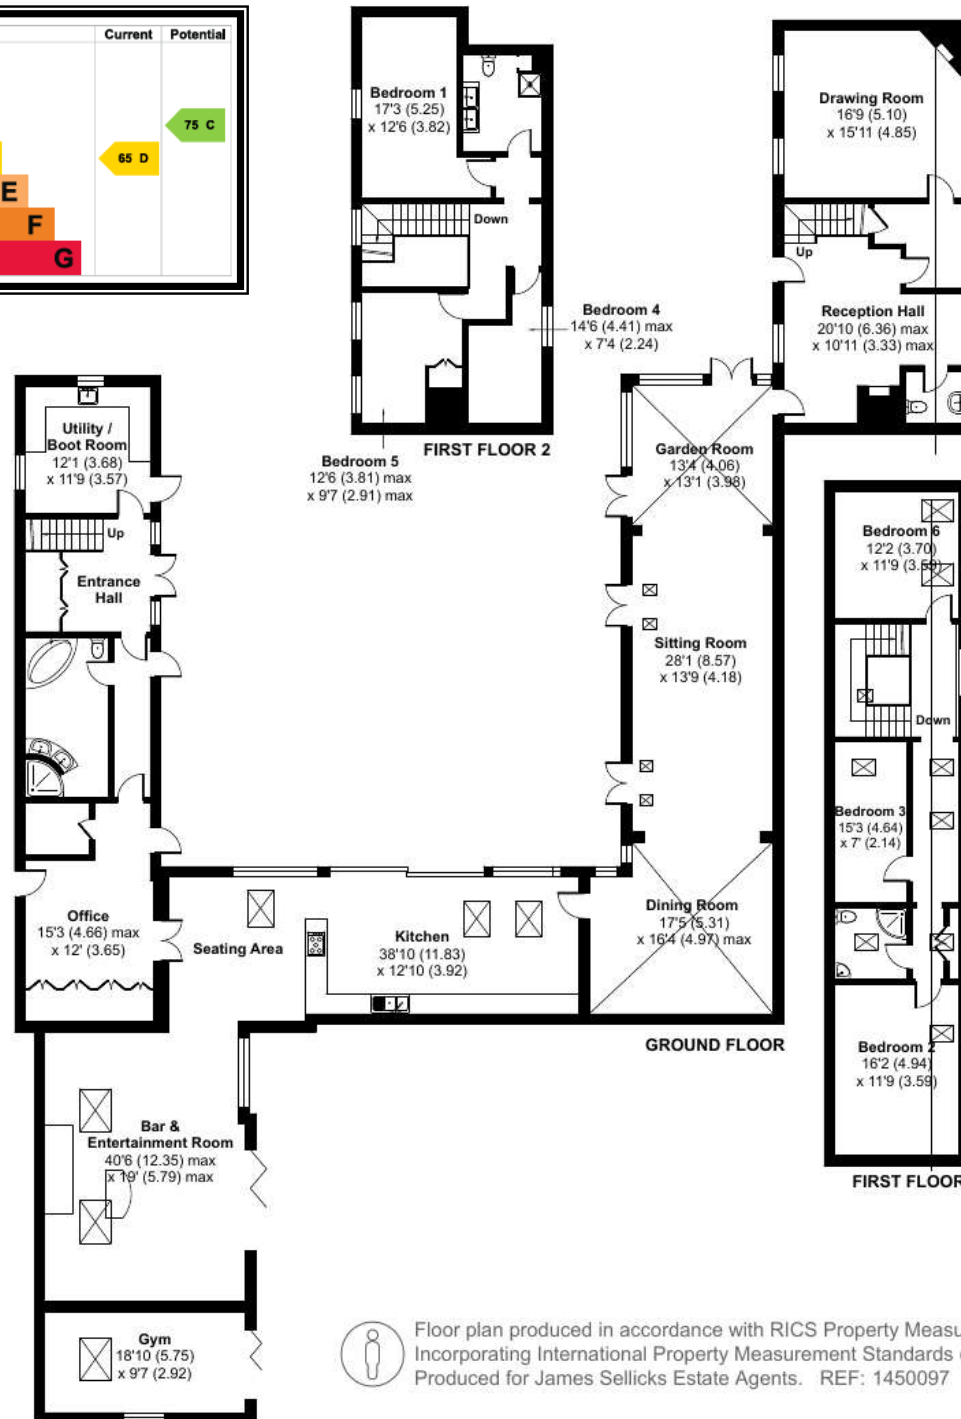 Current Potential
75 C
65 D
E
F
G
Bedroom 1
17'3 (5.25)
x 12'6 (3.82)
Down
Bedroom 4
14'6 (4.41) max
x 7'4 (2.24)
Bedroom 5
12'6 (3.81) max
x 9'7 (2.91) max
FIRST FLOOR 2
Drawing Room
16'9 (5.10)
x 15'11 (4.85)
Up
Reception Hall
20'10 (6.36) max
x 10'11 (3.33) max
Utility /
Boot Room
12'1 (3.68)
x 11'9 (3.57)
Up
Entrance
Hall
Office
15'3 (4.66) max
x 12' (3.65)
Garden Room
13'4 (4.06)
x 13'1 (3.98)
Sitting Room
28'1 (8.57)
x 13'9 (4.18)
Dining Room
17'5 (5.31)
x 16'4 (4.97) max
Seating Area
Kitchen
38'10 (11.83)
x 12'10 (3.92)
GROUND FLOOR
Bedroom 6
12'2 (3.70)
x 11'9 (3.59)
Down
Bedroom 3
15'3 (4.64)
x 7' (2.14)
Bedroom 2
16'2 (4.94)
x 11'9 (3.59)
FIRST FLOOR
Bar &
Entertainment Room
40'6 (12.35) max
x 19' (5.79) max
Gym
18'10 (5.75)
x 9'7 (2.92)
Floor plan produced in accordance with RICS Property Measu
Incorporating International Property Measurement Standards
Produced for James Sellicks Estate Agents. REF: 1450097